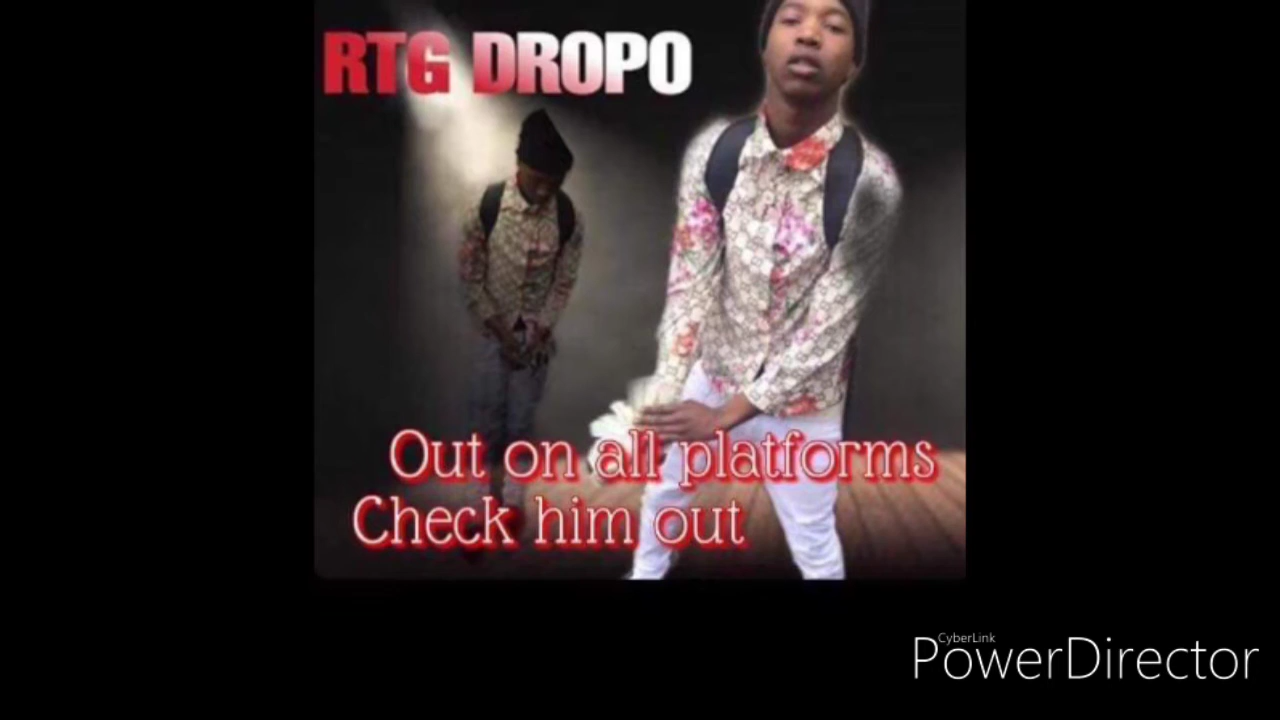 RTG DROPO
Out on all platforms
Check him out
CyberLink
PowerDirector